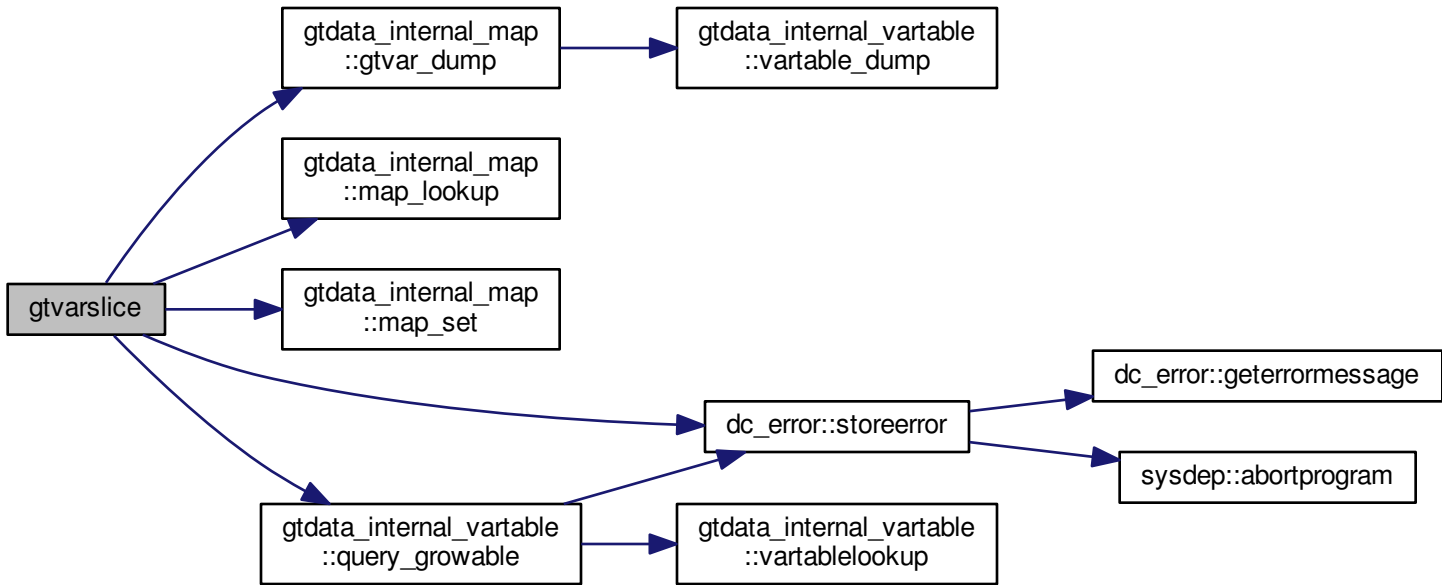 gtdata_internal_map
::gtvar_dump
gtdata_internal_vartable
::vartable_dump
gtdata_internal_map
::map_lookup
gtvarslice
gtdata_internal_map
::map_set
dc_error::storeerror
dc_error::geterrormessage
sysdep::abortprogram
gtdata_internal_vartable
::query_growable
gtdata_internal_vartable
::vartablelookup